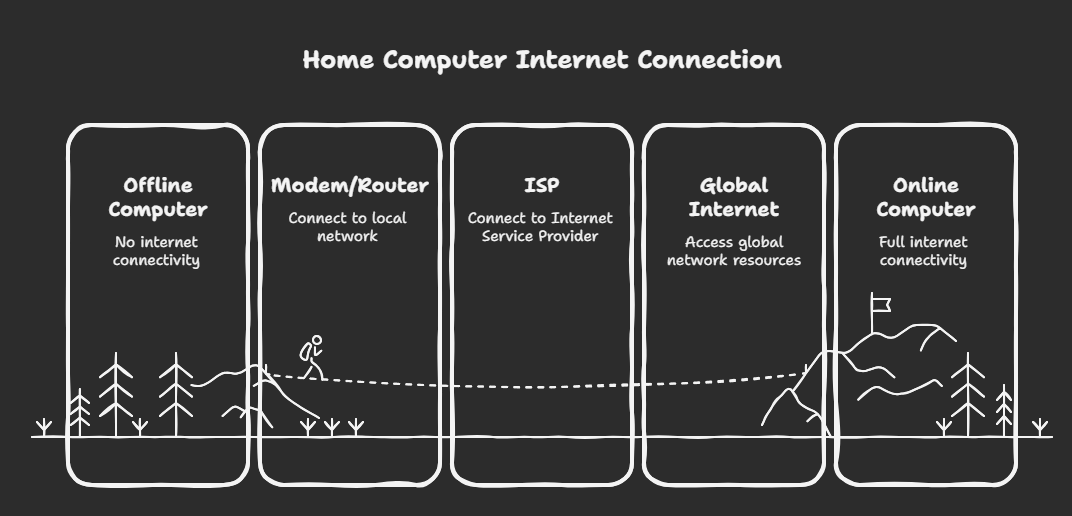 Home Computer Internet Connection
Offline
Computer
No internet
connectivity
Modem/Router
Connect to local
network
ISP
Connect to Internet
Service Provider
Global
Internet
Access global
network resources
Online
Computer
Full internet
connectivity